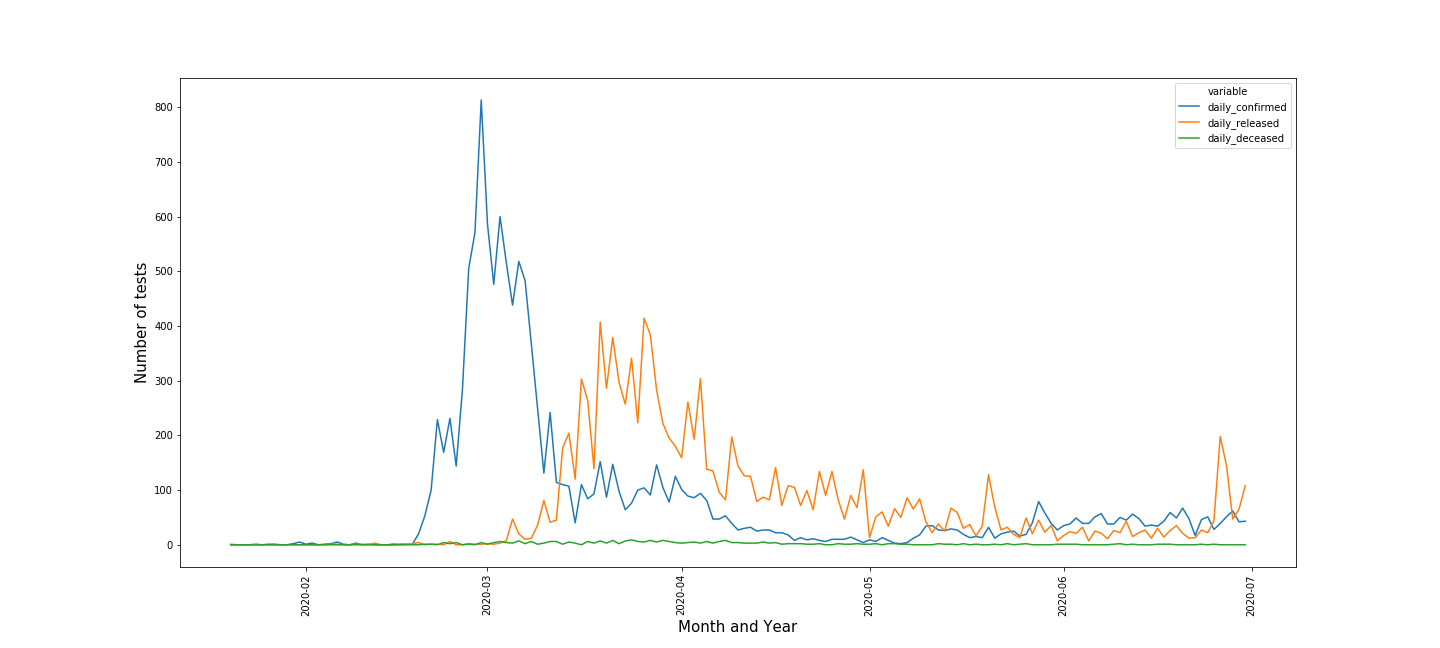 variable
daily_confirmed
daily_released
daily_deceased
800
700
600
500
400
300
200
100
0
Number of tests
2020-02
2020-03
2020-04
2020-05
2020-06
2020-07
Month and Year